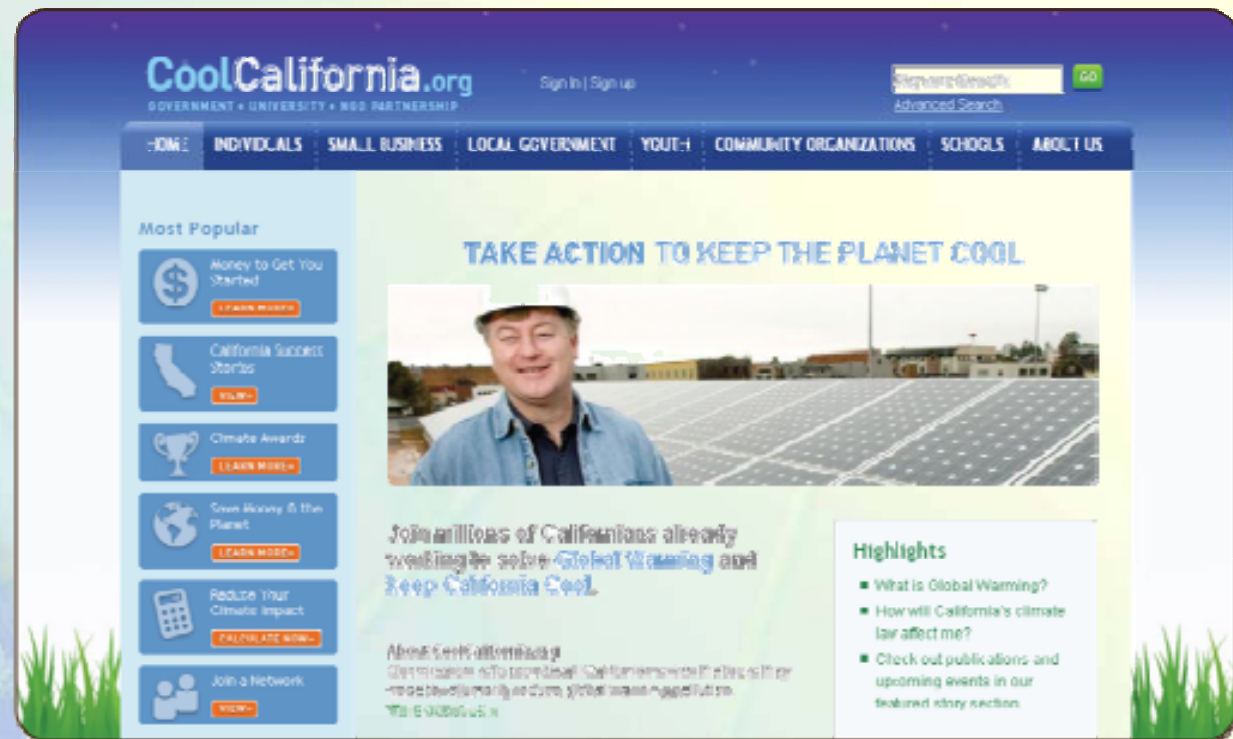 CoolCalifornia.org
GOVERNMENT • UNIVERSITY • NGO PARTNERSHIP
Sign In | Sign up
GO
Advanced Search
HOME INDIVIDUALS SMALL BUSINESS LOCAL GOVERNMENT YOUTH COMMUNITY ORGANIZATIONS SCHOOLS ABOUT US
Most Popular
Money to Get You
Started
LEARN MORE»
California Success
Stories
VIEW»
Climate Awards
LEARN MORE»
Save Money & the
Planet
LEARN MORE»
Reduce Your
Climate Impact
CALCULATE NOW»
Join a Network
VIEW»
TAKE ACTION TO KEEP THE PLANET COOL
Join millions of Californians already
working to solve Global Warming and
Keep California Cool.
About CoolCalifornia.org
Highlights
What is Global Warming?
How will California's climate
law affect me?
Check out publications and
upcoming events in our
featured story section.